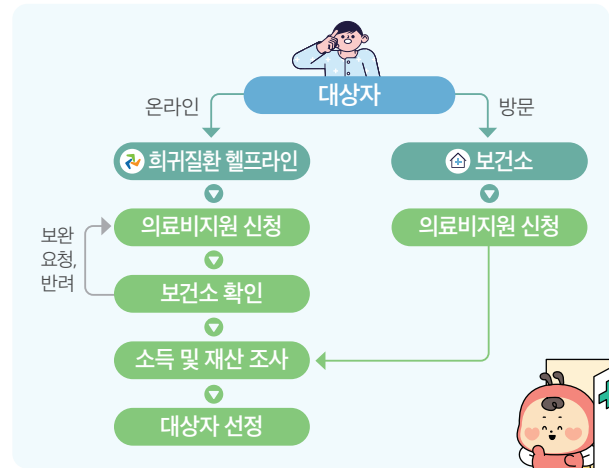 대상자
온라인
방문
희귀질환 헬프라인
보건소
의료비지원 신청
의료비지원 신청
보완
요청,
반려
보건소 확인
소득 및 재산 조사
대상자 선정